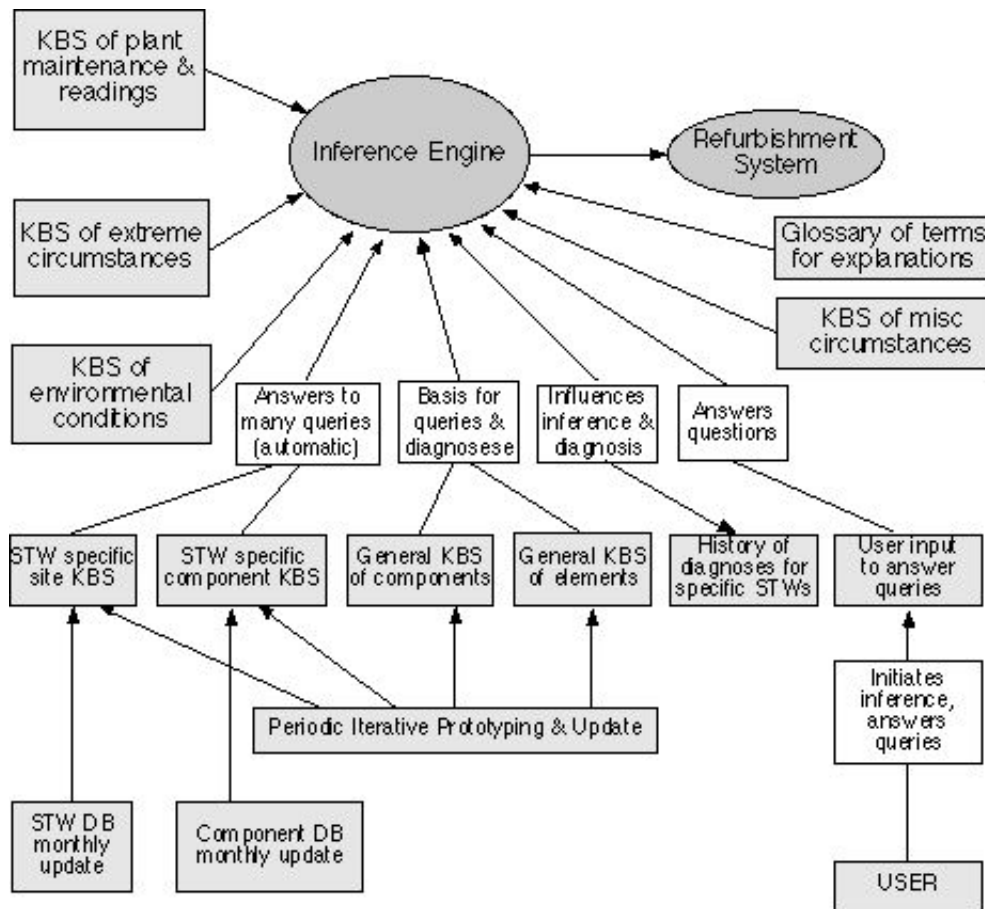 KBS of plant
maintenance &
readings
Inference Engine
Refurbishment
System
KBS of extreme
circumstances
Glossary of terms
for explanations
KBS of misc
circumstances
KBS of
environmental
conditions
Answers to
many queries
(automatic)
Basis for
queries &
diagnosese
Influences
inference &
diagnosis
Answers
questions
STW specific
site KBS
STW specific
component KBS
General KBS
of components
General KBS
of elements
History of
diagnoses for
specific STWs
User input
to answer
queries
Initiates
inference,
answers
queries
Periodic Iterative Prototyping & Update
STW DB
monthly
update
Component DB
monthly update
USER